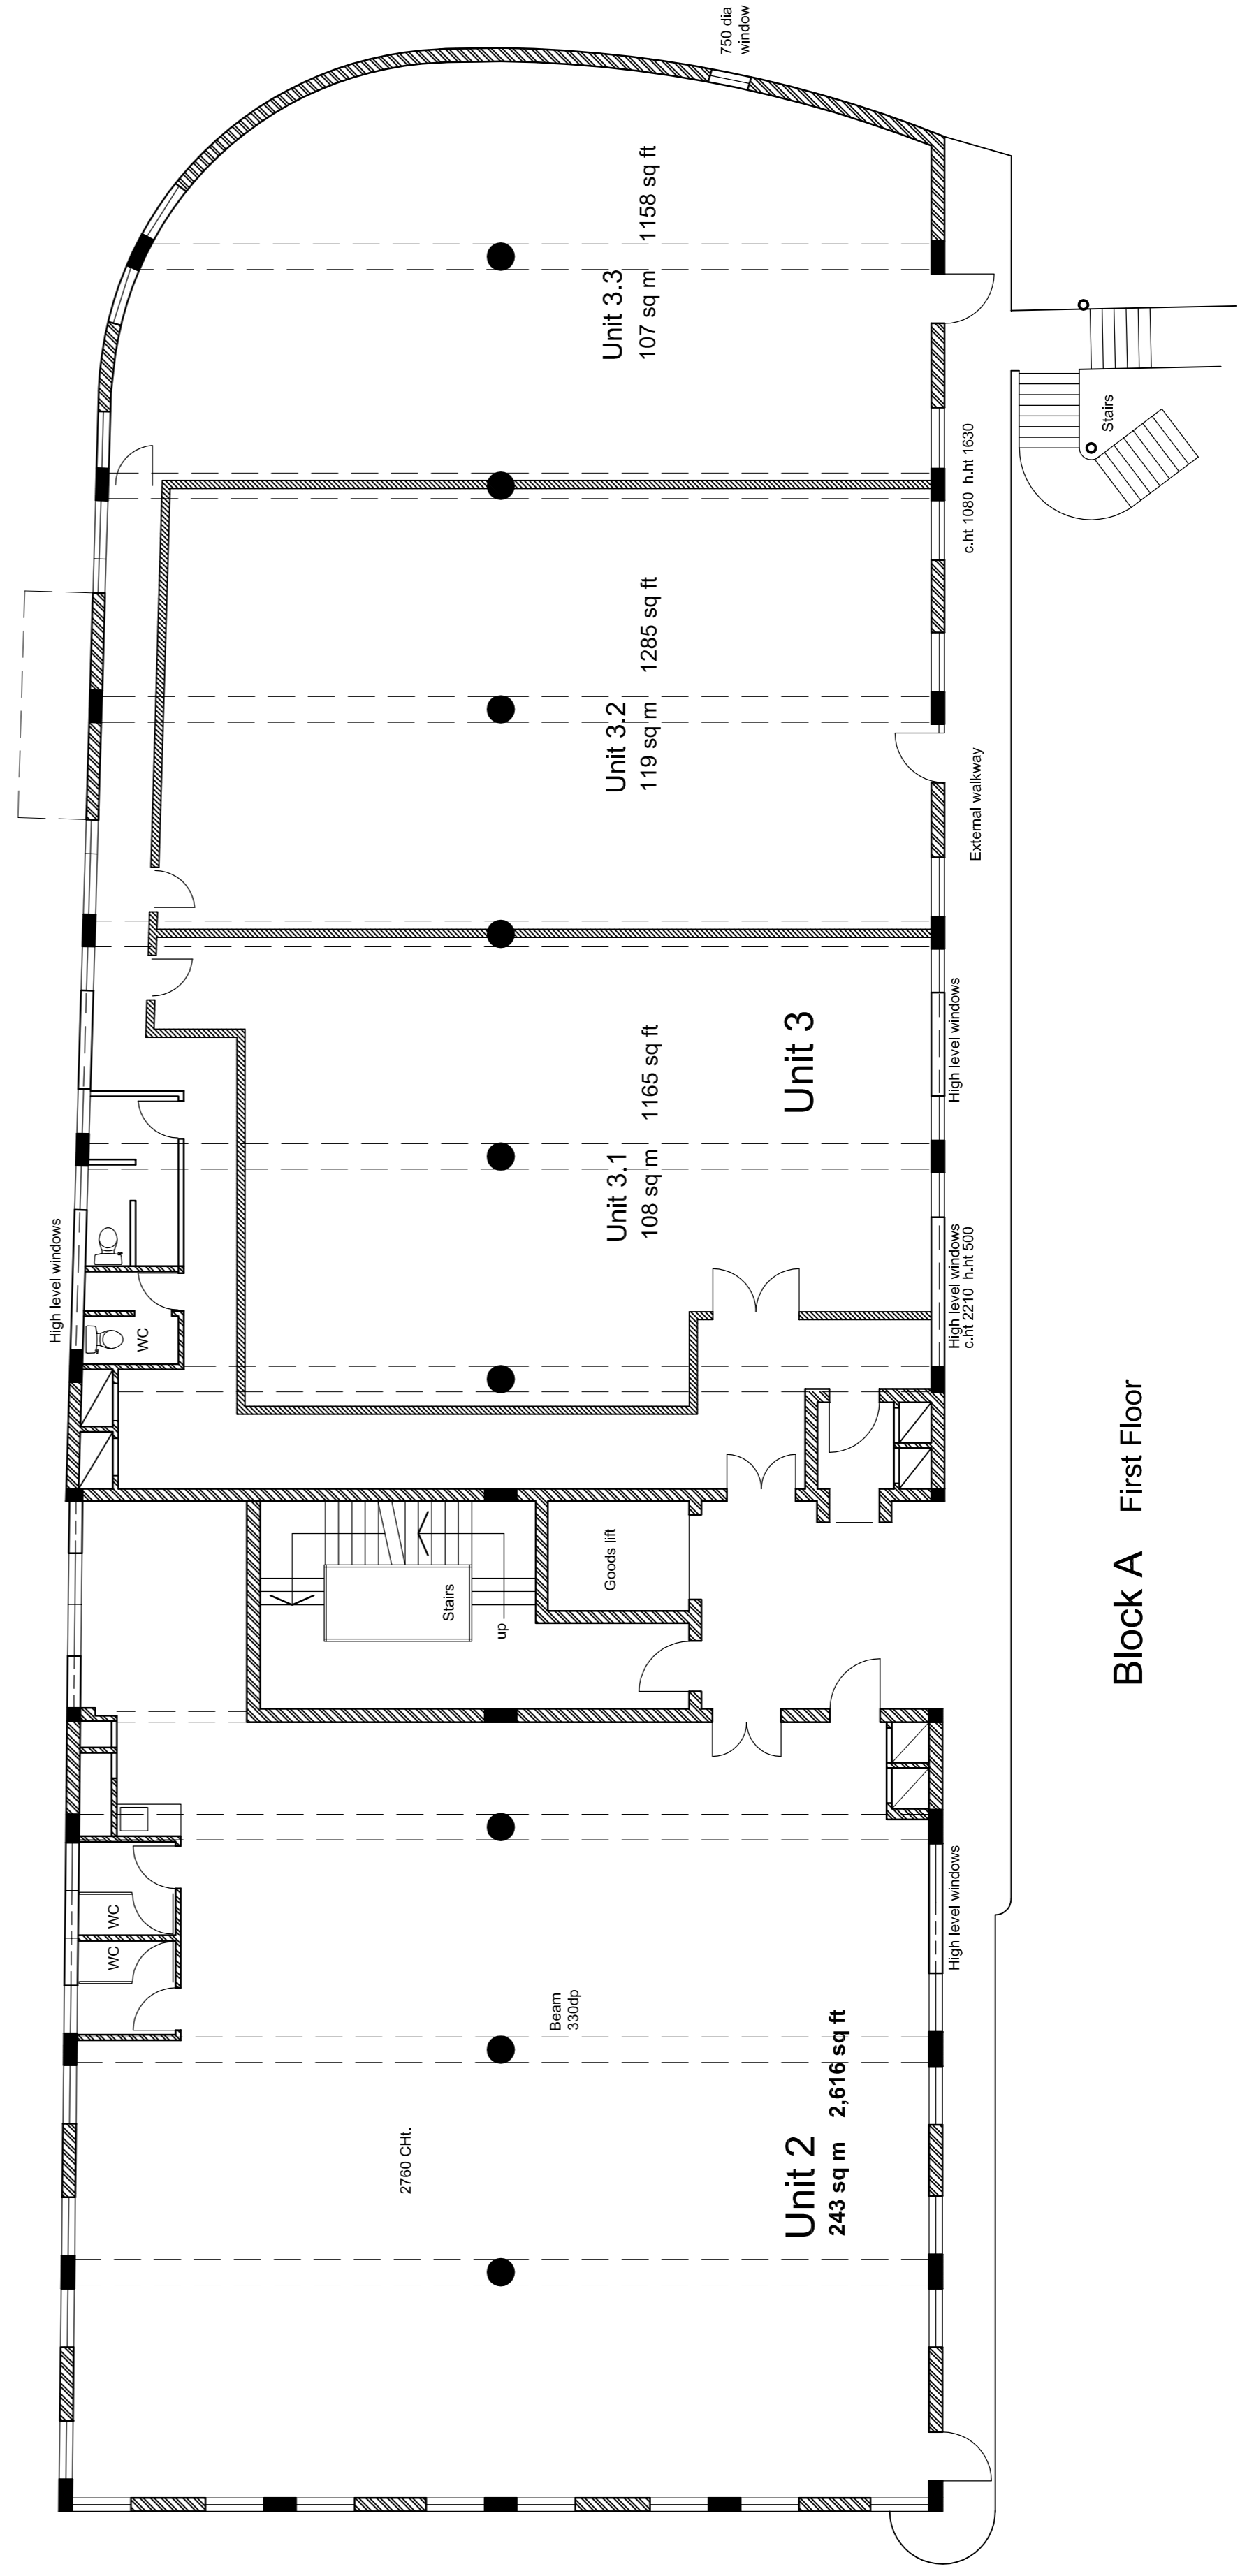 750 dia
window
Unit 3.3
107 sq m 1158 sq ft
Stairs
c.ht 1080 h.ht 1630
Unit 3.2
119 sq m 1285 sq ft
External walkway
High level windows
Unit 3.1
108 sq m 1165 sq ft
Unit 3
High level windows
High level windows
c.ht 2210 h.ht 500
WC
Goods lift
Stairs
up
WC
WC
High level windows
Beam
330dp
2760 CHt.
Unit 2
243 sq m 2,616 sq ft
Block A First Floor